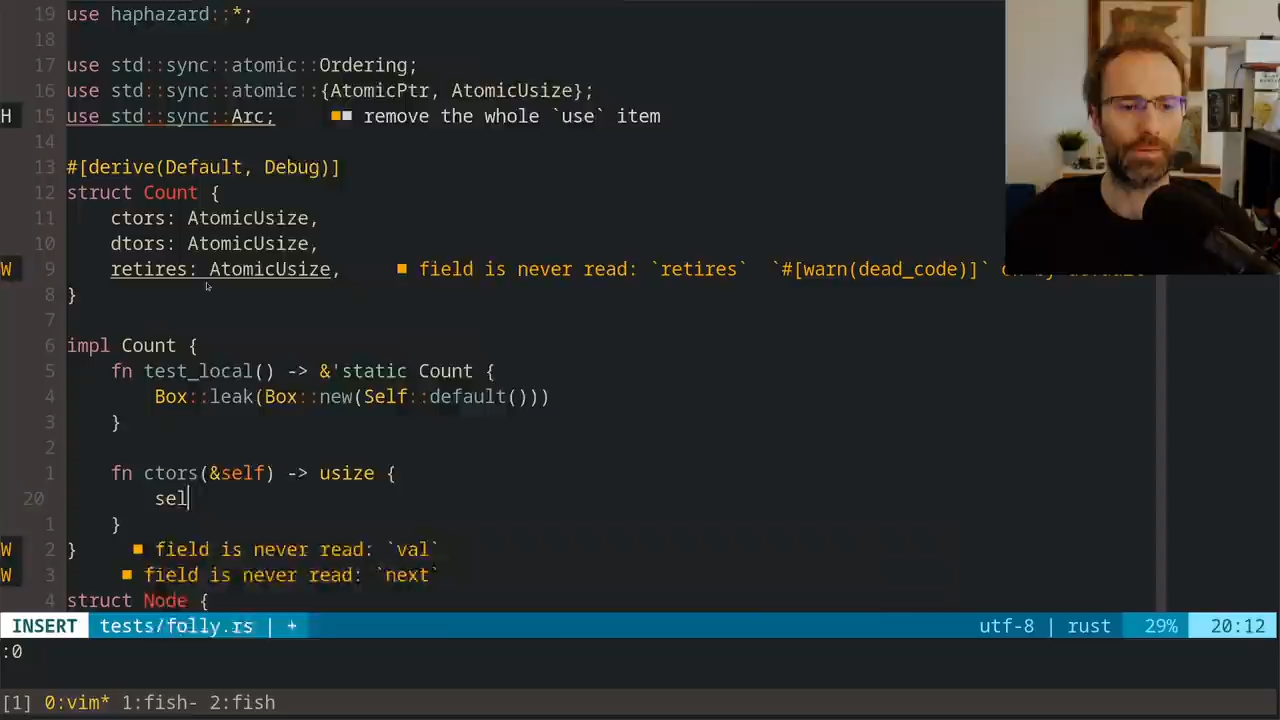 19 use haphazard::*;
18
17 use std::sync::atomic::Ordering;
16 use std::sync::atomic::{AtomicPtr, AtomicUsize};
H 15 use std::sync::Arc; ■■ remove the whole `use` item
14
13 #[derive(Default, Debug)]
12 struct Count {
11 ctors: AtomicUsize,
10 dtors: AtomicUsize,
W 9 retires: AtomicUsize, ■ field is never read: `retires` `#[warn(dead_code)]` on by default
8 }
7
6 impl Count {
5 fn test_local() -> &'static Count {
4 Box::leak(Box::new(Self::default()))
3 }
2
1 fn ctors(&self) -> usize {
20 sel
1 }
W 2 } ■ field is never read: `val`
W 3 ■ field is never read: `next`
4 struct Node {
INSERT tests/folly.rs | + utf-8 | rust 29% 20:12
:0
[1] 0:vim* 1:fish- 2:fish